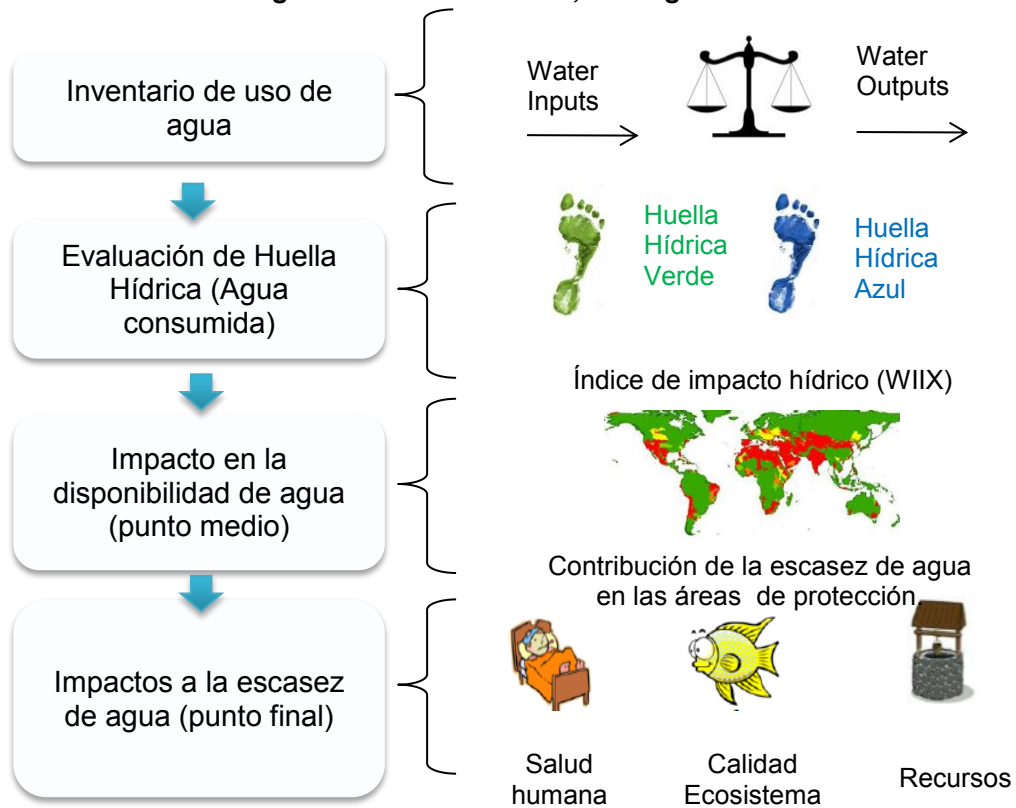 Inventario de uso de
agua
Water
Inputs
Water
Outputs
Evaluación de Huella
Hídrica (Agua
consumida)
Huella
Hídrica
Verde
Huella
Hídrica
Azul
Impacto en la
disponibilidad de agua
(punto medio)
Índice de impacto hídrico (WIIX)
Impactos a la escasez
de agua (punto final)
Contribución de la escasez de agua
en las áreas de protección.
Salud
humana
Calidad
Ecosistema
Recursos